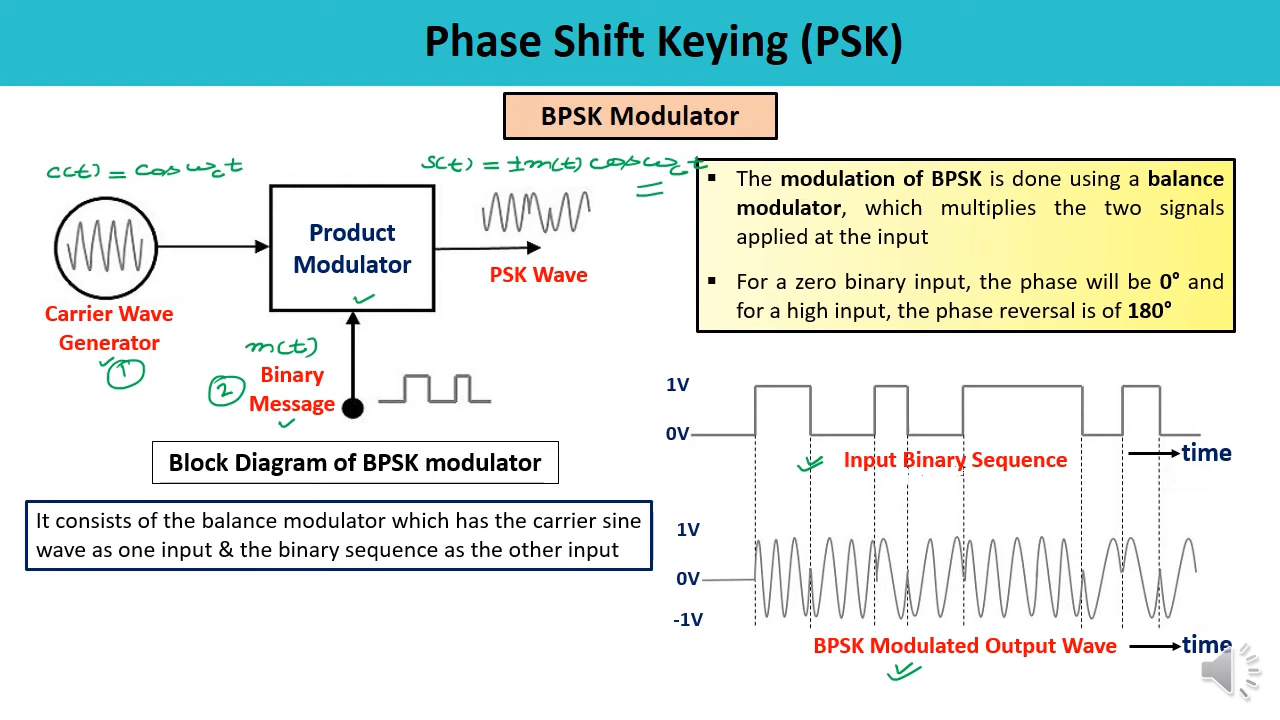 Phase Shift Keying (PSK)
BPSK Modulator
c(t) = cos ω_c t
s(t) = ±m(t) cos ω_c t
Product
Modulator
PSK Wave
Carrier Wave
Generator
1
m(t)
2
Binary
Message
Block Diagram of BPSK modulator
It consists of the balance modulator which has the carrier sine
wave as one input & the binary sequence as the other input
▪ The modulation of BPSK is done using a balance
modulator, which multiplies the two signals
applied at the input
▪ For a zero binary input, the phase will be 0° and
for a high input, the phase reversal is of 180°
1V
0V
Input Binary Sequence
time
1V
0V
-1V
BPSK Modulated Output Wave
time